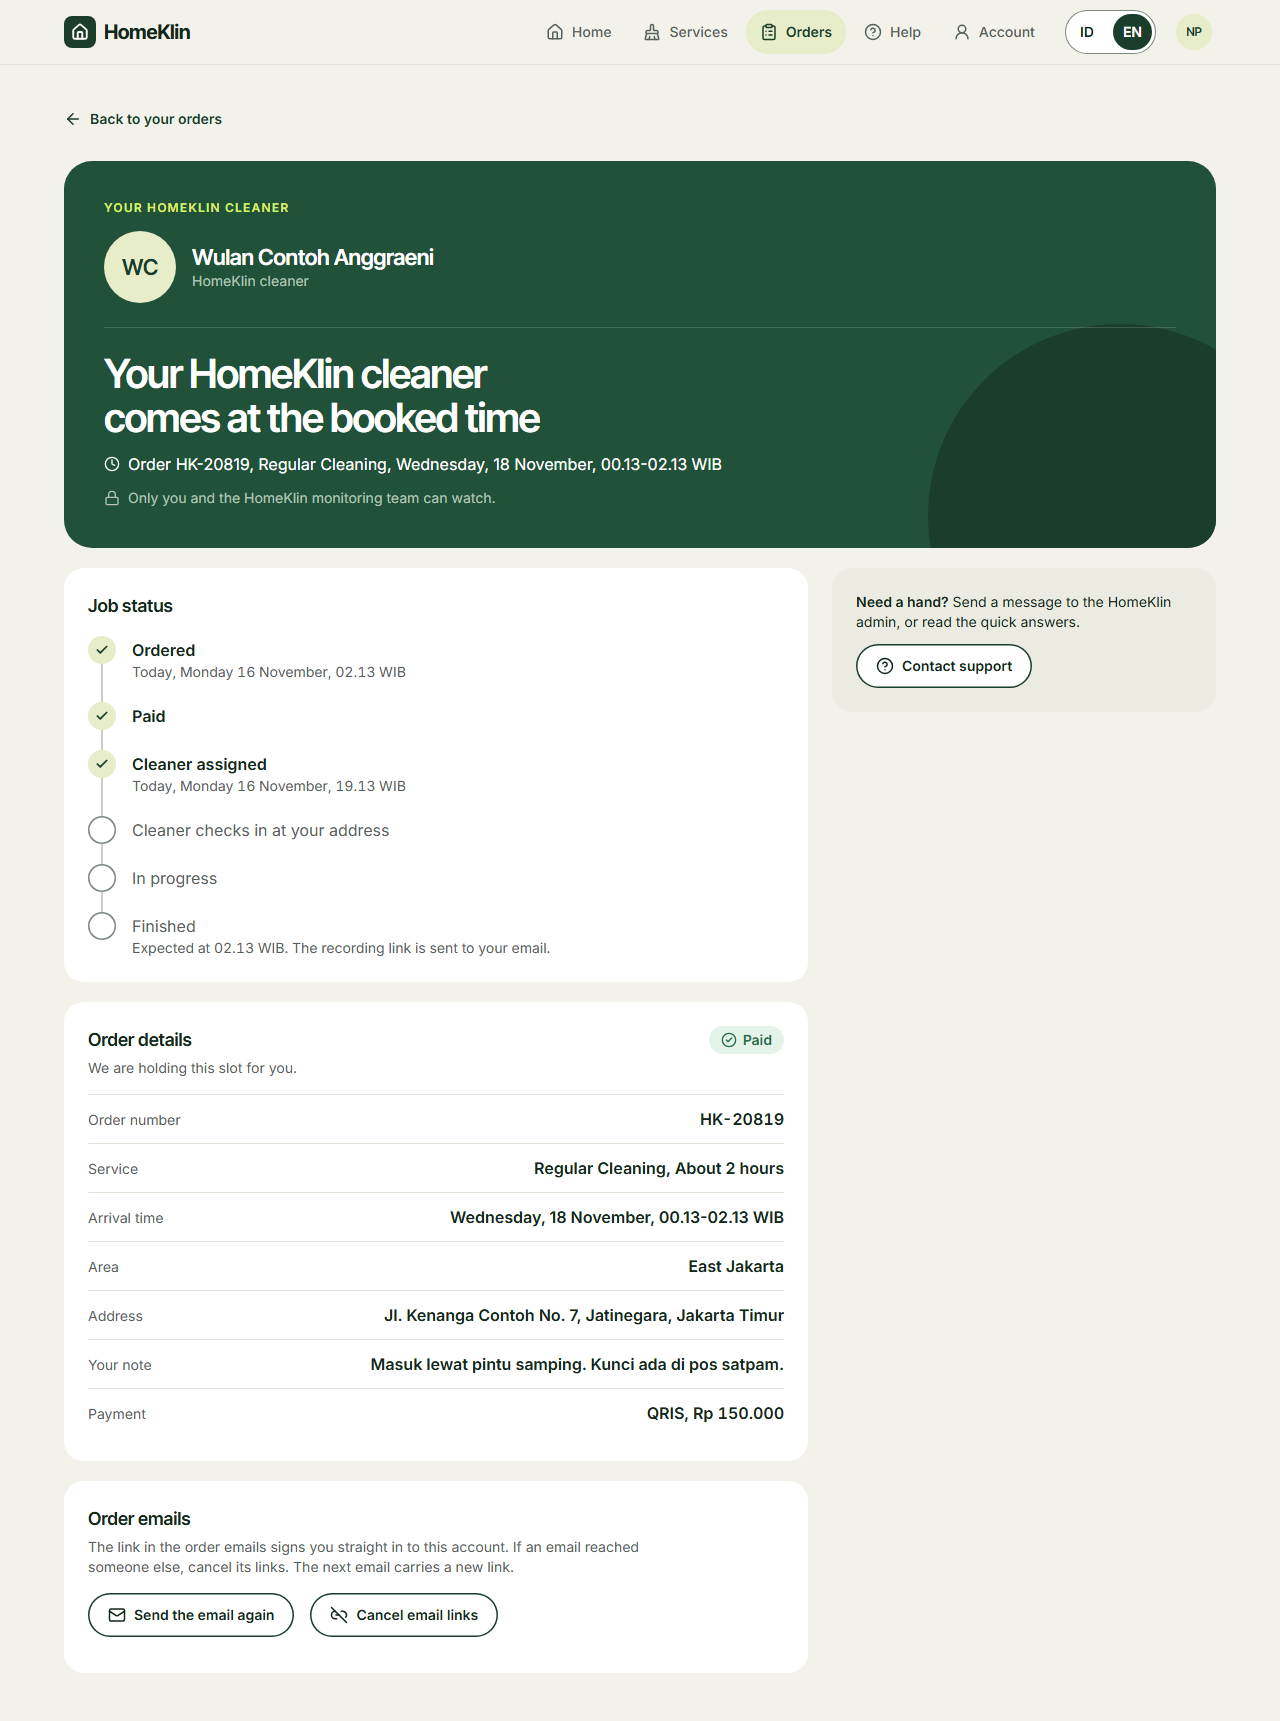 HomeKlin
Home
Services
Orders
Help
Account
ID
EN
NP
Back to your orders
YOUR HOMEKLIN CLEANER
WC
Wulan Contoh Anggraeni
HomeKlin cleaner
Your HomeKlin cleaner
comes at the booked time
Order HK-20819, Regular Cleaning, Wednesday, 18 November, 00.13-02.13 WIB
Only you and the HomeKlin monitoring team can watch.
Job status
Ordered
Today, Monday 16 November, 02.13 WIB
Paid
Cleaner assigned
Today, Monday 16 November, 19.13 WIB
Cleaner checks in at your address
In progress
Finished
Expected at 02.13 WIB. The recording link is sent to your email.
Need a hand? Send a message to the HomeKlin
admin, or read the quick answers.
Contact support
Order details
Paid
We are holding this slot for you.
Order number
HK-20819
Service
Regular Cleaning, About 2 hours
Arrival time
Wednesday, 18 November, 00.13-02.13 WIB
Area
East Jakarta
Address
Jl. Kenanga Contoh No. 7, Jatinegara, Jakarta Timur
Your note
Masuk lewat pintu samping. Kunci ada di pos satpam.
Payment
QRIS, Rp 150.000
Order emails
The link in the order emails signs you straight in to this account. If an email reached
someone else, cancel its links. The next email carries a new link.
Send the email again
Cancel email links